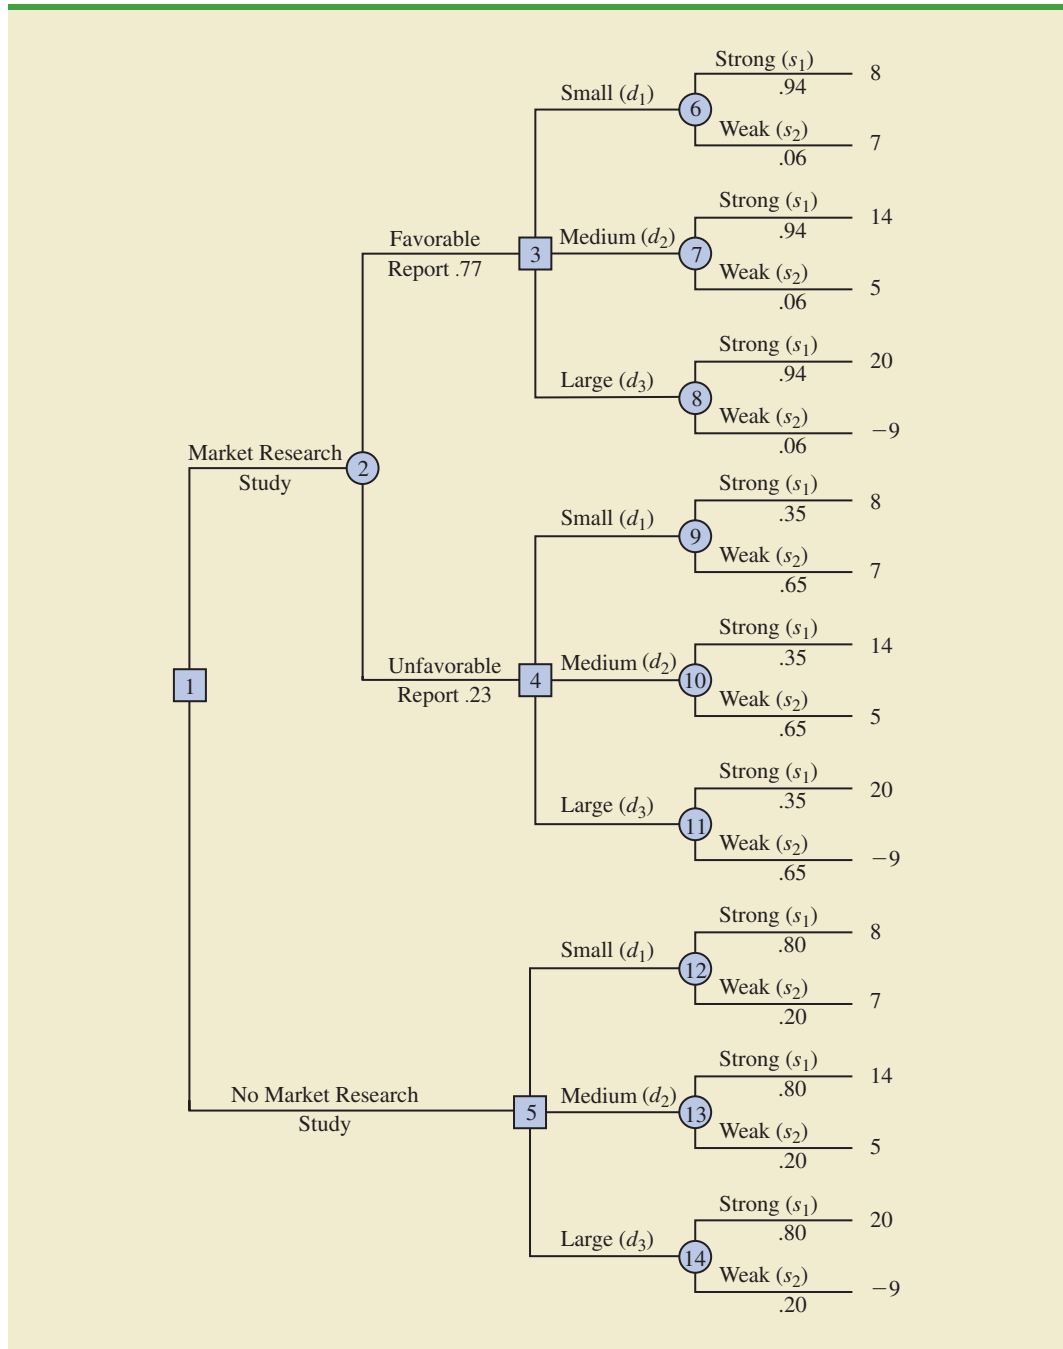 Strong (s₁)
.94
8
Small (d₁)
6
Weak (s₂)
.06
7
Strong (s₁)
.94
14
Favorable
Report .77
3
Medium (d₂)
7
Weak (s₂)
.06
5
Strong (s₁)
.94
20
Large (d₃)
8
Weak (s₂)
.06
−9
Market Research
Study
2
Strong (s₁)
.35
8
Small (d₁)
9
Weak (s₂)
.65
7
Strong (s₁)
.35
14
Unfavorable
Report .23
4
Medium (d₂)
10
Weak (s₂)
.65
5
1
Strong (s₁)
.35
20
Large (d₃)
11
Weak (s₂)
.65
−9
Strong (s₁)
.80
8
Small (d₁)
12
Weak (s₂)
.20
7
Strong (s₁)
.80
14
No Market Research
Study
5
Medium (d₂)
13
Weak (s₂)
.20
5
Strong (s₁)
.80
20
Large (d₃)
14
Weak (s₂)
.20
−9